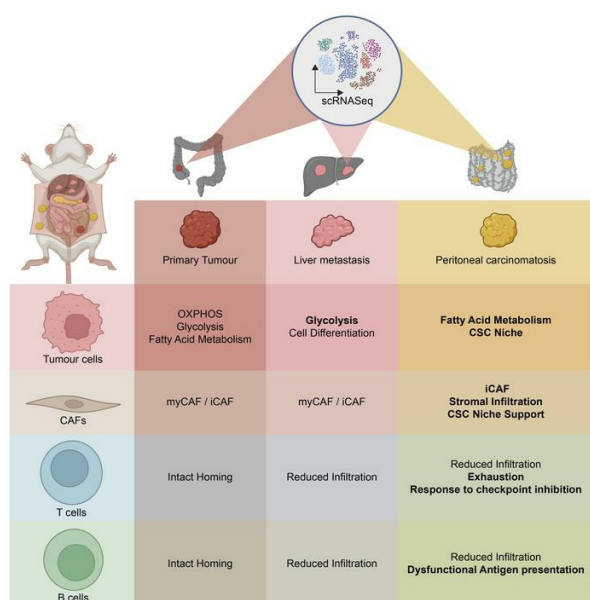 scRNASeq
Primary Tumour
Liver metastasis
Peritoneal carcinomatosis
Tumour cells
OXPHOS
Glycolysis
Fatty Acid Metabolism
Glycolysis
Cell Differentiation
Fatty Acid Metabolism
CSC Niche
CAFs
myCAF / iCAF
myCAF / iCAF
iCAF
Stromal Infiltration
CSC Niche Support
T cells
Intact Homing
Reduced Infiltration
Reduced Infiltration
Exhaustion
Response to checkpoint inhibition
B cells
Intact Homing
Reduced Infiltration
Reduced Infiltration
Dysfunctional Antigen presentation